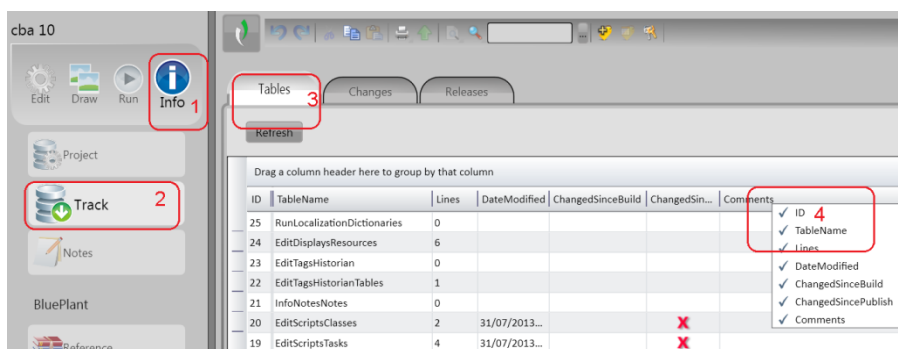 cba 10
Edit Draw Run Info 1
Project
Track 2
Notes
BluePlant
Reference
Tables 3 Changes Releases
Refresh
Drag a column header here to group by that column
ID TableName Lines DateModified ChangedSinceBuild ChangedSin... Comments
25 RunLocalizationDictionaries 0
24 EditDisplaysResources 6
23 EditTagsHistorian 0
22 EditTagsHistorianTables 1
21 InfoNotesNotes 0
20 EditScriptsClasses 2 31/07/2013... X
19 EditScriptsTasks 4 31/07/2013... X
✓ ID 4
✓ TableName
✓ Lines
✓ DateModified
✓ ChangedSinceBuild
✓ ChangedSincePublish
✓ Comments